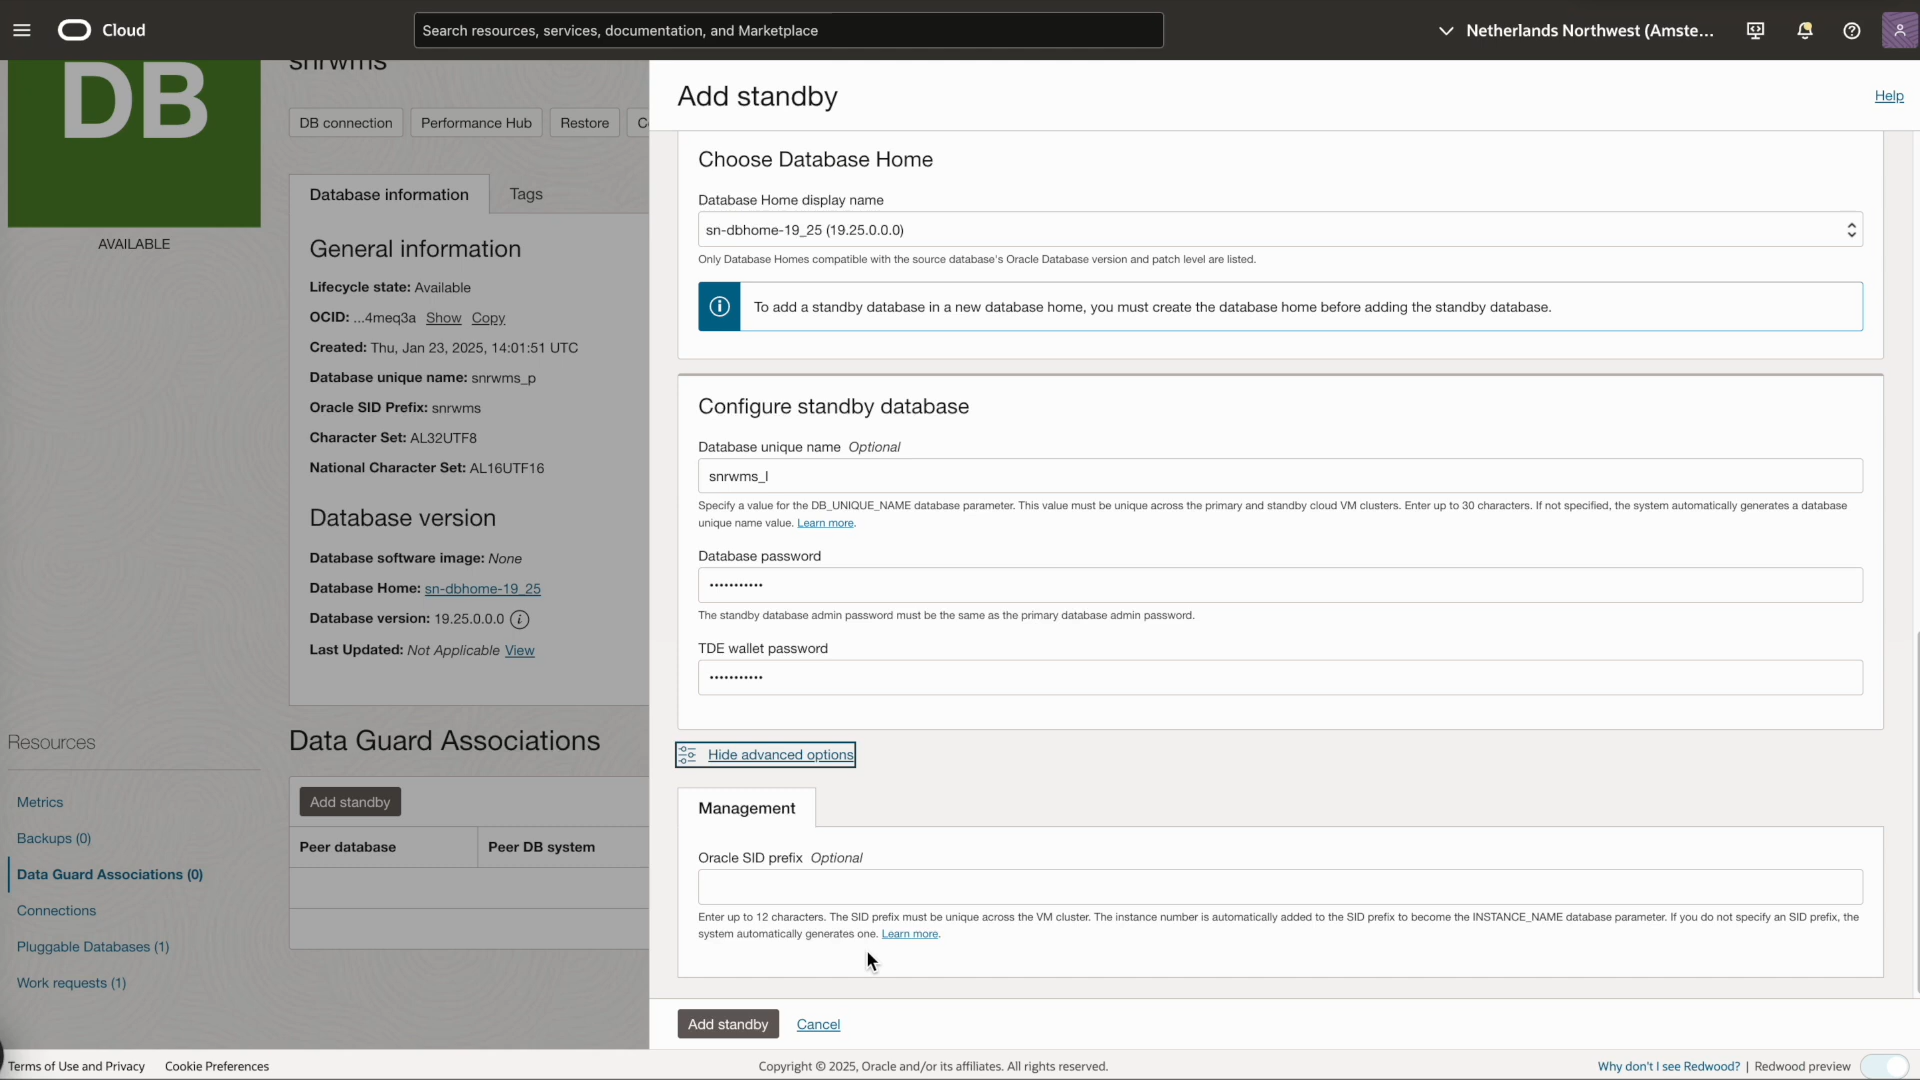 Cloud
Search resources, services, documentation, and Marketplace
Netherlands Northwest (Amste...
DB
AVAILABLE
snrwms
DB connection
Performance Hub
Restore
Database information
Tags
General information
Lifecycle state: Available
OCID: ...4meq3a Show Copy
Created: Thu, Jan 23, 2025, 14:01:51 UTC
Database unique name: snrwms_p
Oracle SID Prefix: snrwms
Character Set: AL32UTF8
National Character Set: AL16UTF16
Database version
Database software image: None
Database Home: sn-dbhome-19_25
Database version: 19.25.0.0.0
Last Updated: Not Applicable View
Resources
Metrics
Backups (0)
Data Guard Associations (0)
Connections
Pluggable Databases (1)
Work requests (1)
Data Guard Associations
Add standby
Peer database
Peer DB system
Add standby
Help
Choose Database Home
Database Home display name
sn-dbhome-19_25 (19.25.0.0.0)
Only Database Homes compatible with the source database's Oracle Database version and patch level are listed.
To add a standby database in a new database home, you must create the database home before adding the standby database.
Configure standby database
Database unique name Optional
snrwms_l
Specify a value for the DB_UNIQUE_NAME database parameter. This value must be unique across the primary and standby cloud VM clusters. Enter up to 30 characters. If not specified, the system automatically generates a database
unique name value. Learn more.
Database password
•••••••••••
The standby database admin password must be the same as the primary database admin password.
TDE wallet password
•••••••••••
Hide advanced options
Management
Oracle SID prefix Optional
Enter up to 12 characters. The SID prefix must be unique across the VM cluster. The instance number is automatically added to the SID prefix to become the INSTANCE_NAME database parameter. If you do not specify an SID prefix, the
system automatically generates one. Learn more.
Add standby
Cancel
Terms of Use and Privacy
Cookie Preferences
Copyright © 2025, Oracle and/or its affiliates. All rights reserved.
Why don't I see Redwood? | Redwood preview